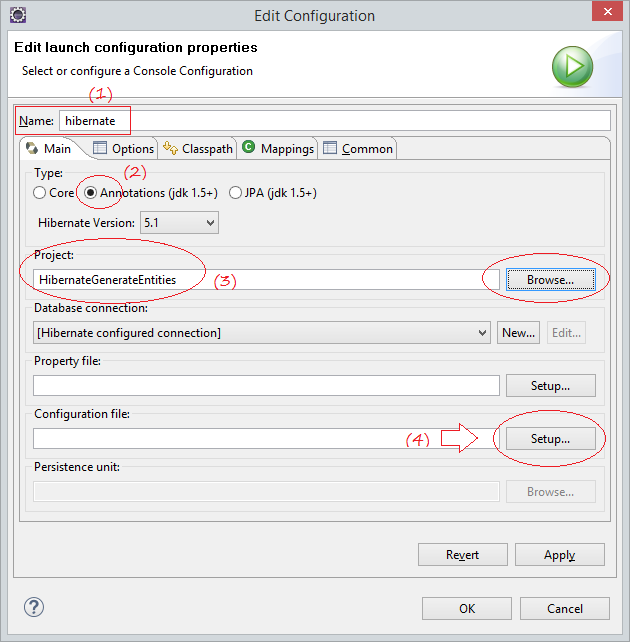 Edit Configuration
Edit launch configuration properties
Select or configure a Console Configuration
(1)
Name: hibernate
Main Options Classpath Mappings Common
Type: (2)
Core Annotations (jdk 1.5+) JPA (jdk 1.5+)
Hibernate Version: 5.1
Project:
HibernateGenerateEntities (3) Browse...
Database connection:
[Hibernate configured connection] New... Edit...
Property file:
Setup...
Configuration file:
(4) Setup...
Persistence unit:
Browse...
Revert Apply
? OK Cancel